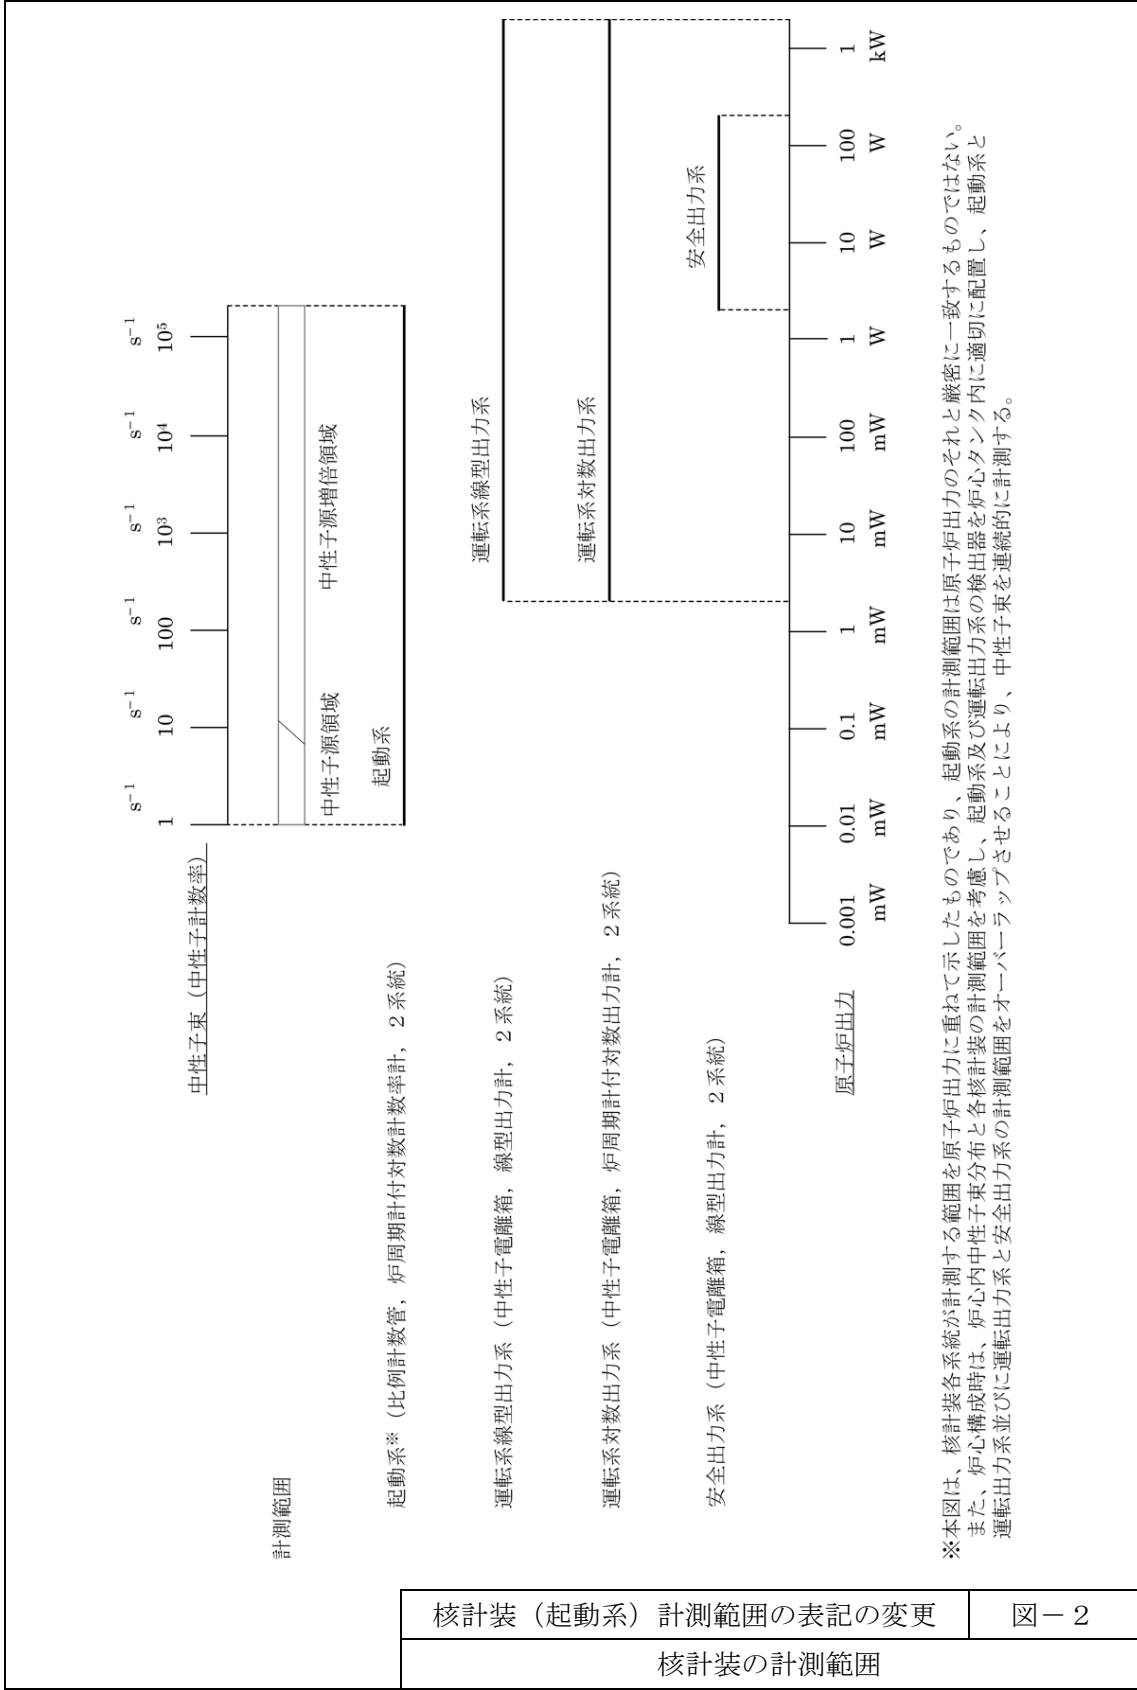 中性子束（中性子計数率）
1 10 100 10³ 10⁴ 10⁵
s⁻¹ s⁻¹ s⁻¹ s⁻¹ s⁻¹ s⁻¹
計測範囲
中性子源領域
中性子源増倍領域
起動系
起動系※（比例計数管，炉周期計付対数計数率計，２系統）
運転系線型出力系
運転系線型出力系（中性子電離箱，線型出力計，２系統）
運転系対数出力系
運転系対数出力系（中性子電離箱，炉周期計付対数出力計，２系統）
安全出力系
安全出力系（中性子電離箱，線型出力計，２系統）
原子炉出力
0.001 0.01 0.1 1 10 100 1 10 100 1
mW mW mW mW mW mW W W W kW
※本図は、核計装各系統が計測する範囲を原子炉出力に重ねて示したものであり、起動系の計測範囲は原子炉出力のそれと厳密に一致するものではない。
また、炉心構成時は、炉心内中性子束分布と各核計装の計測範囲を考慮し、起動系及び運転出力系の検出器を炉心タンク内に適切に配置し、起動系と
運転出力系並びに運転出力系と安全出力系の計測範囲をオーバーラップさせることにより、中性子束を連続的に計測する。
核計装（起動系）計測範囲の表記の変更
図－２
核計装の計測範囲